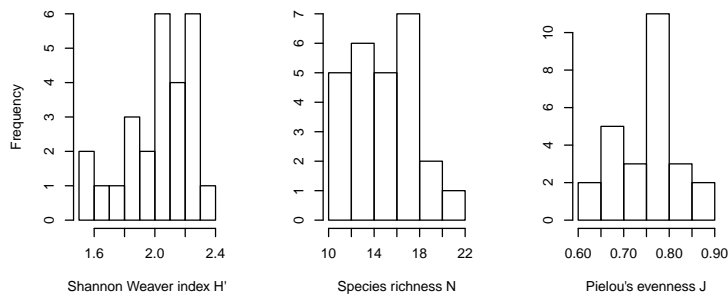 Frequency
0 1 2 3 4 5 6
1.6 2.0 2.4
Shannon Weaver index H'
0 1 2 3 4 5 6 7
10 14 18 22
Species richness N
0 2 4 6 8 10
0.60 0.70 0.80 0.90
Pielou's evenness J